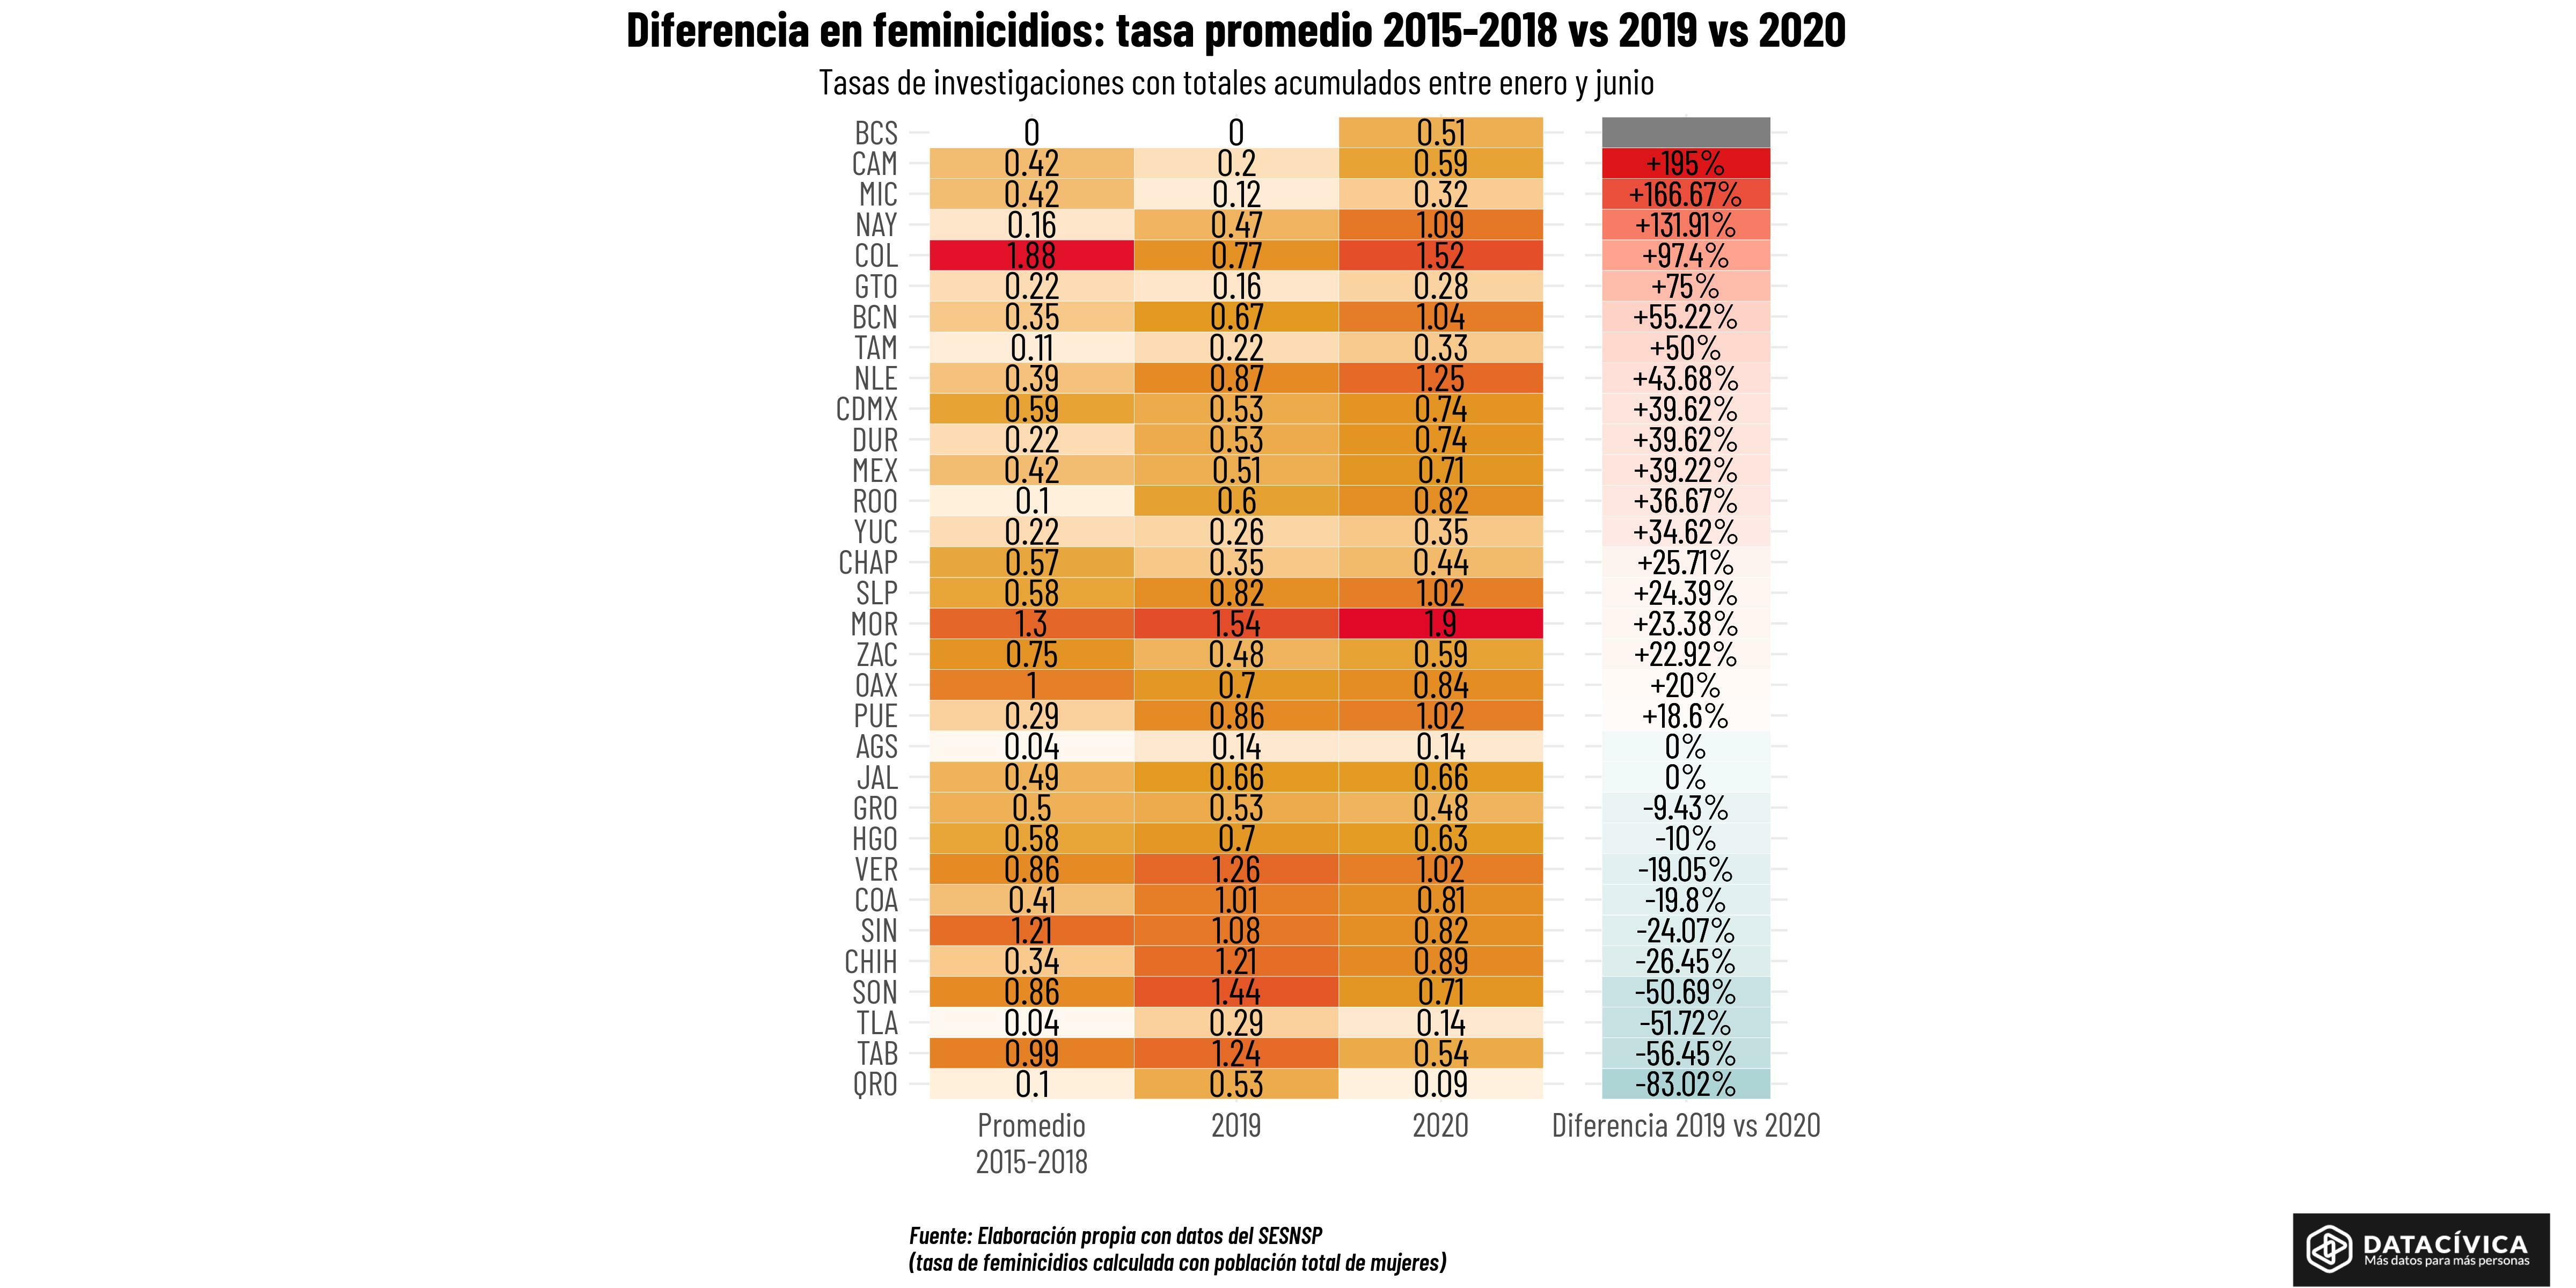 Diferencia en feminicidios: tasa promedio 2015-2018 vs 2019 vs 2020
Tasas de investigaciones con totales acumulados entre enero y junio
BCS 0 0 0.51
CAM 0.42 0.2 0.59 +195%
MIC 0.42 0.12 0.32 +166.67%
NAY 0.16 0.47 1.09 +131.91%
COL 1.88 0.77 1.52 +97.4%
GTO 0.22 0.16 0.28 +75%
BCN 0.35 0.67 1.04 +55.22%
TAM 0.11 0.22 0.33 +50%
NLE 0.39 0.87 1.25 +43.68%
CDMX 0.59 0.53 0.74 +39.62%
DUR 0.22 0.53 0.74 +39.62%
MEX 0.42 0.51 0.71 +39.22%
ROO 0.1 0.6 0.82 +36.67%
YUC 0.22 0.26 0.35 +34.62%
CHAP 0.57 0.35 0.44 +25.71%
SLP 0.58 0.82 1.02 +24.39%
MOR 1.3 1.54 1.9 +23.38%
ZAC 0.75 0.48 0.59 +22.92%
OAX 1 0.7 0.84 +20%
PUE 0.29 0.86 1.02 +18.6%
AGS 0.04 0.14 0.14 0%
JAL 0.49 0.66 0.66 0%
GRO 0.5 0.53 0.48 -9.43%
HGO 0.58 0.7 0.63 -10%
VER 0.86 1.26 1.02 -19.05%
COA 0.41 1.01 0.81 -19.8%
SIN 1.21 1.08 0.82 -24.07%
CHIH 0.34 1.21 0.89 -26.45%
SON 0.86 1.44 0.71 -50.69%
TLA 0.04 0.29 0.14 -51.72%
TAB 0.99 1.24 0.54 -56.45%
QRO 0.1 0.53 0.09 -83.02%
Promedio 2019 2020 Diferencia 2019 vs 2020
2015-2018
Fuente: Elaboración propia con datos del SESNSP
(tasa de feminicidios calculada con población total de mujeres)
DATACÍVICA
Más datos para más personas